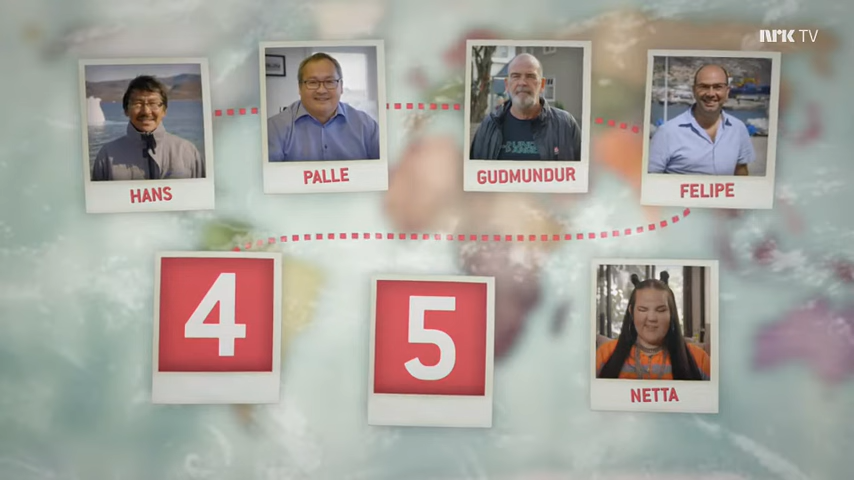 NRK TV
HANS
PALLE
GUDMUNDUR
FELIPE
4
5
NETTA